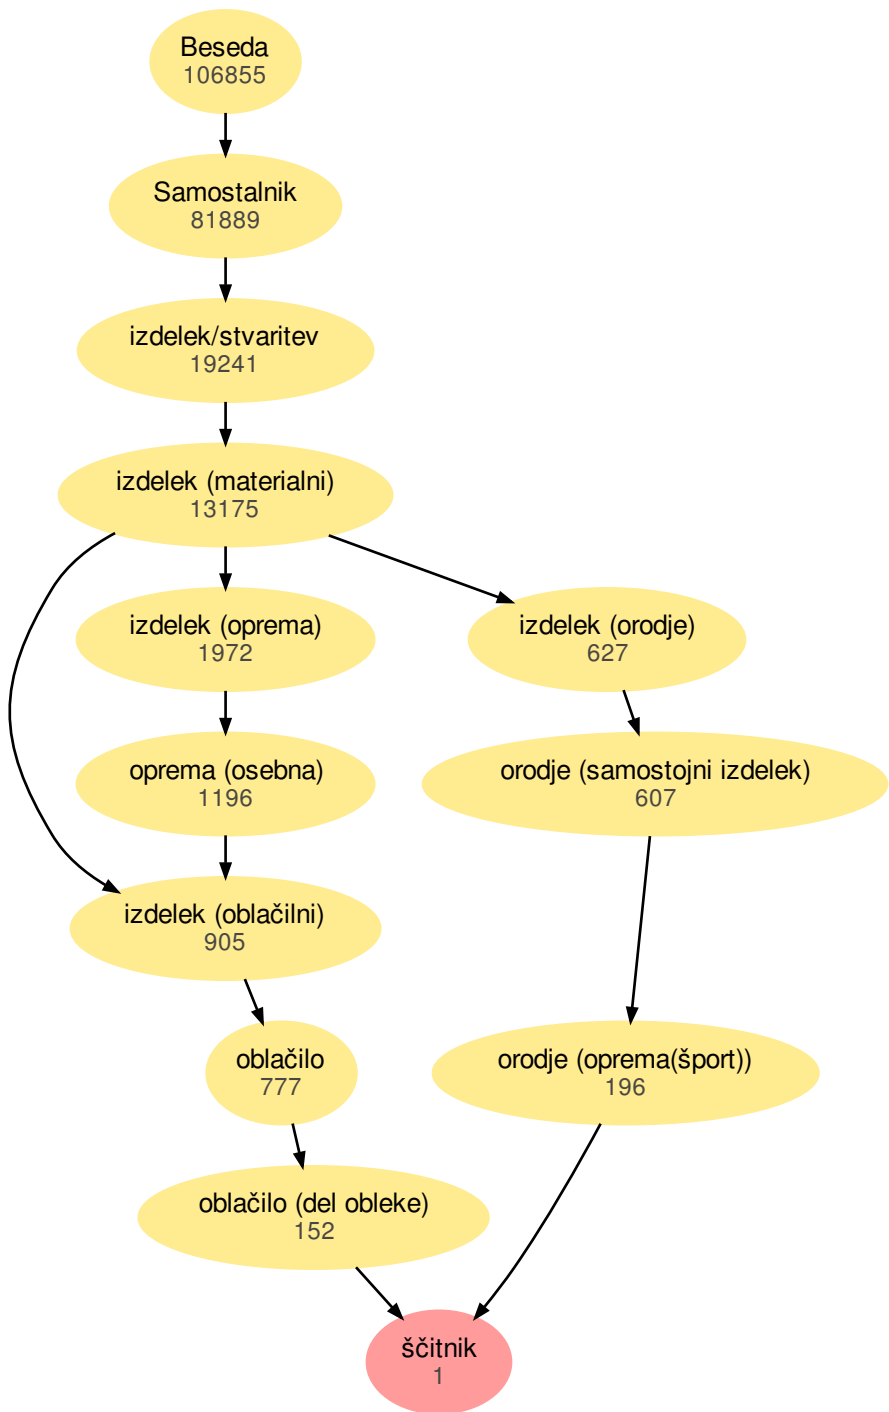 Beseda
106855
Samostalnik
81889
izdelek/stvaritev
19241
izdelek (materialni)
13175
izdelek (oprema)
1972
izdelek (orodje)
627
oprema (osebna)
1196
orodje (samostojni izdelek)
607
izdelek (oblačilni)
905
oblačilo
777
orodje (oprema(šport))
196
oblačilo (del obleke)
152
ščitnik
1